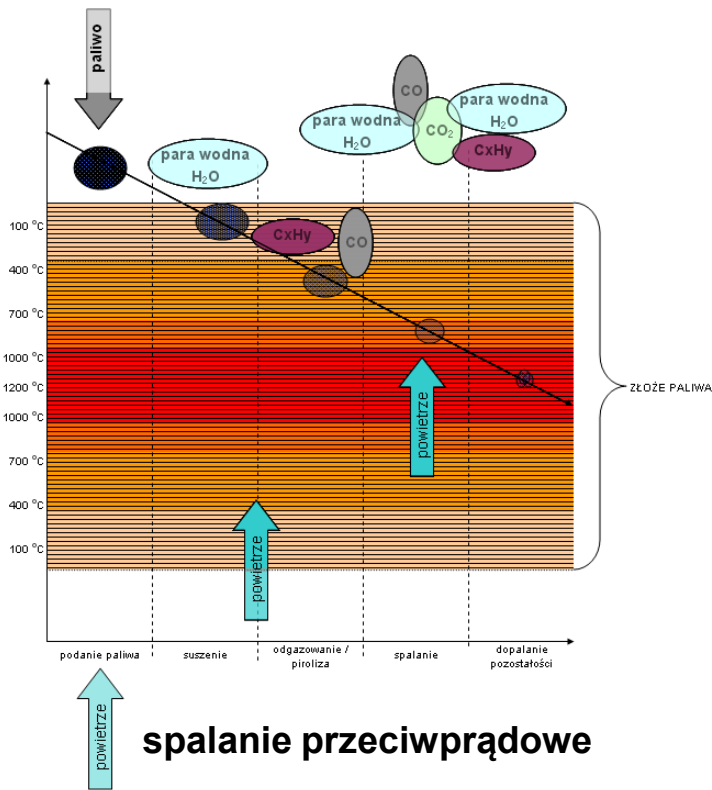 paliwo
CO
para wodna
H₂O
para wodna
H₂O
CO₂
para wodna
H₂O
CxHy
100 °C
400 °C
700 °C
1000 °C
1200 °C
1000 °C
700 °C
400 °C
100 °C
CxHy
CO
powietrze
powietrze
ZŁOŻE PALIWA
podanie paliwa
suszenie
odgazowanie /
piroliza
spalanie
dopalanie
pozostałości
powietrze
spalanie przeciwprądowe